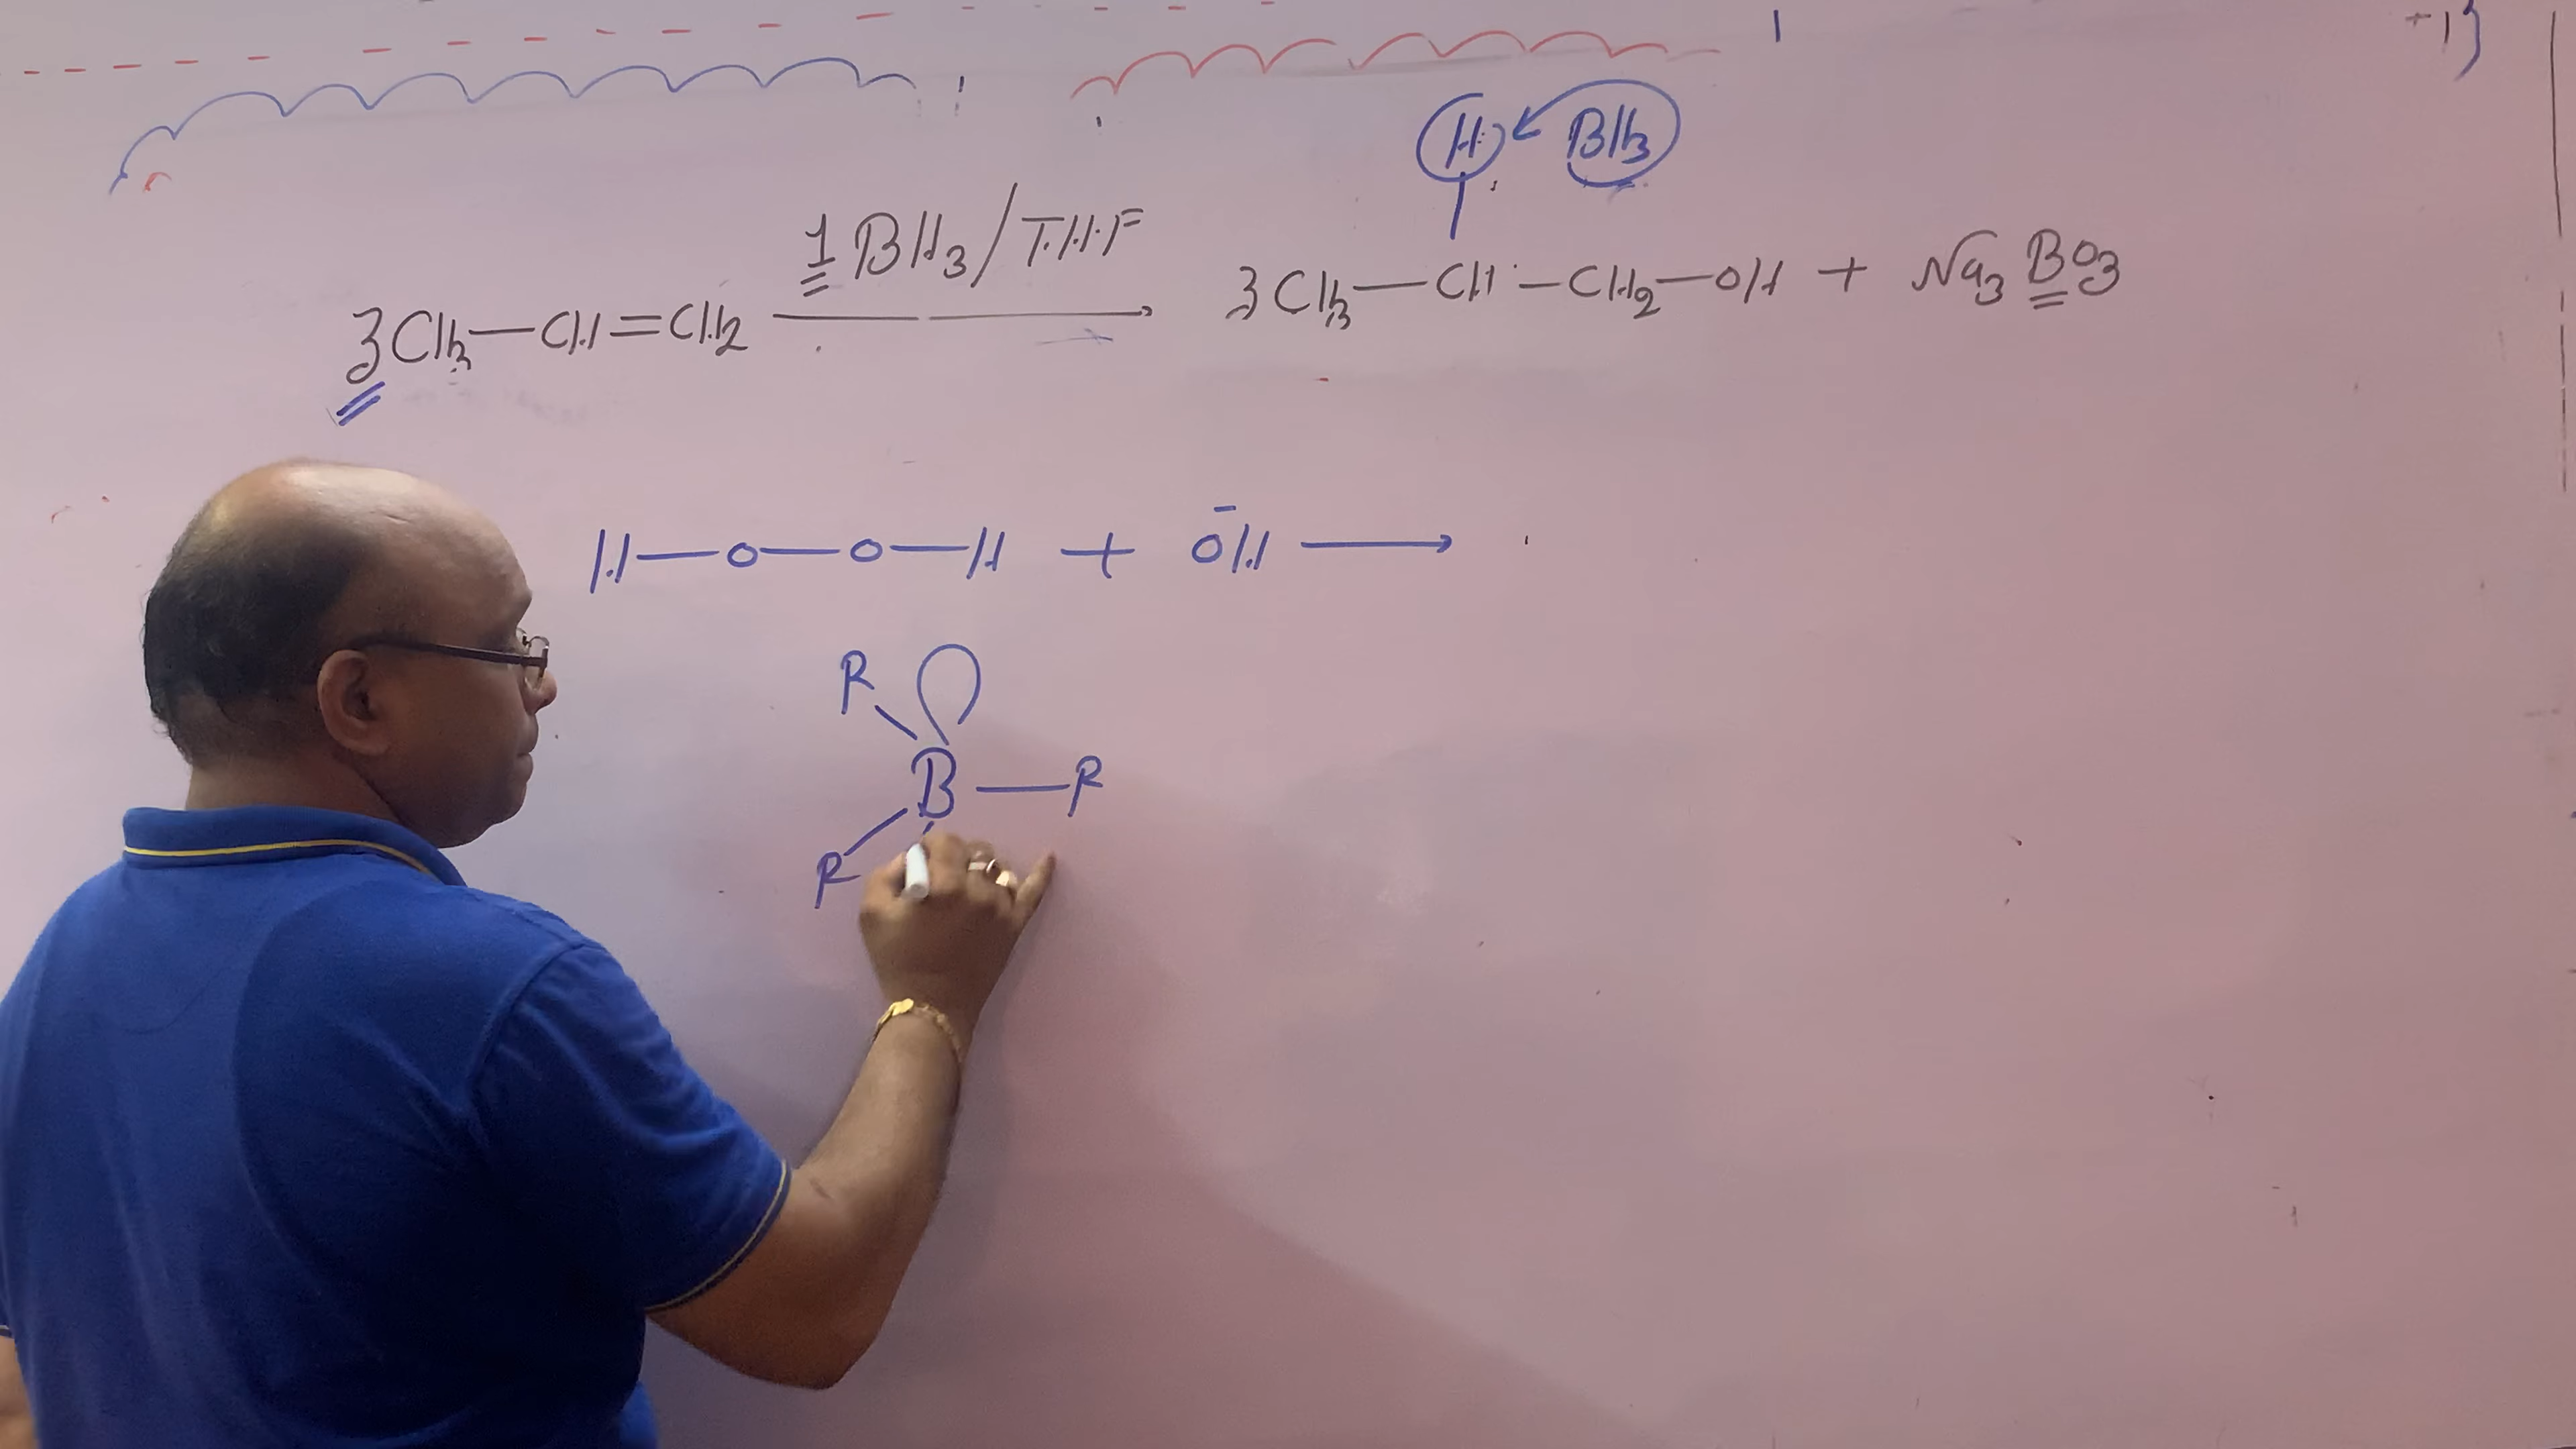 H BH₃
1 BH₃/T.H.F
3CH₃—CH=CH₂ ⟶ 3CH₃—CH—CH₂—OH + Na₃BO₃
H—O—O—H + ŌH ⟶
R
B—R
R